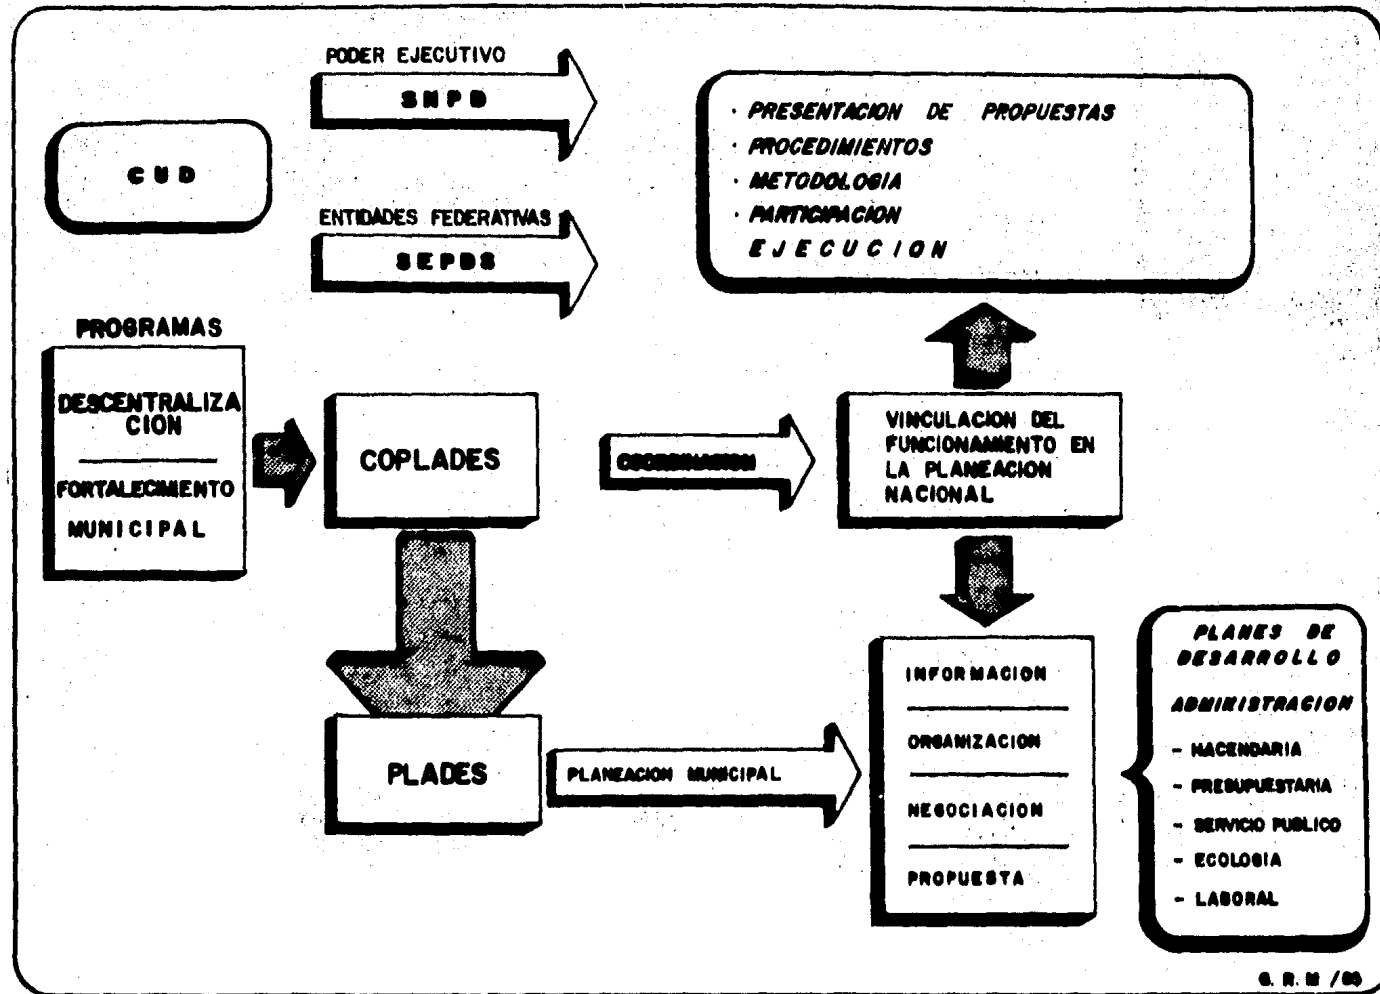 PODER EJECUTIVO
SNPD
CUD
ENTIDADES FEDERATIVAS
SEPDS
· PRESENTACION DE PROPUESTAS
· PROCEDIMIENTOS
· METODOLOGIA
· PARTICIPACION
EJECUCION
PROGRAMAS
DESCENTRALIZA
CION
FORTALECIMIENTO
MUNICIPAL
COPLADES
COORDINACION
VINCULACION DEL
FUNCIONAMIENTO EN
LA PLANEACION
NACIONAL
PLADES
PLANEACION MUNICIPAL
INFORMACION
ORGANIZACION
NEGOCIACION
PROPUESTA
PLANES DE
DESARROLLO
ADMINISTRACION
- HACENDARIA
- PRESUPUESTARIA
- SERVICIO PUBLICO
- ECOLOGIA
- LABORAL
G. R. M